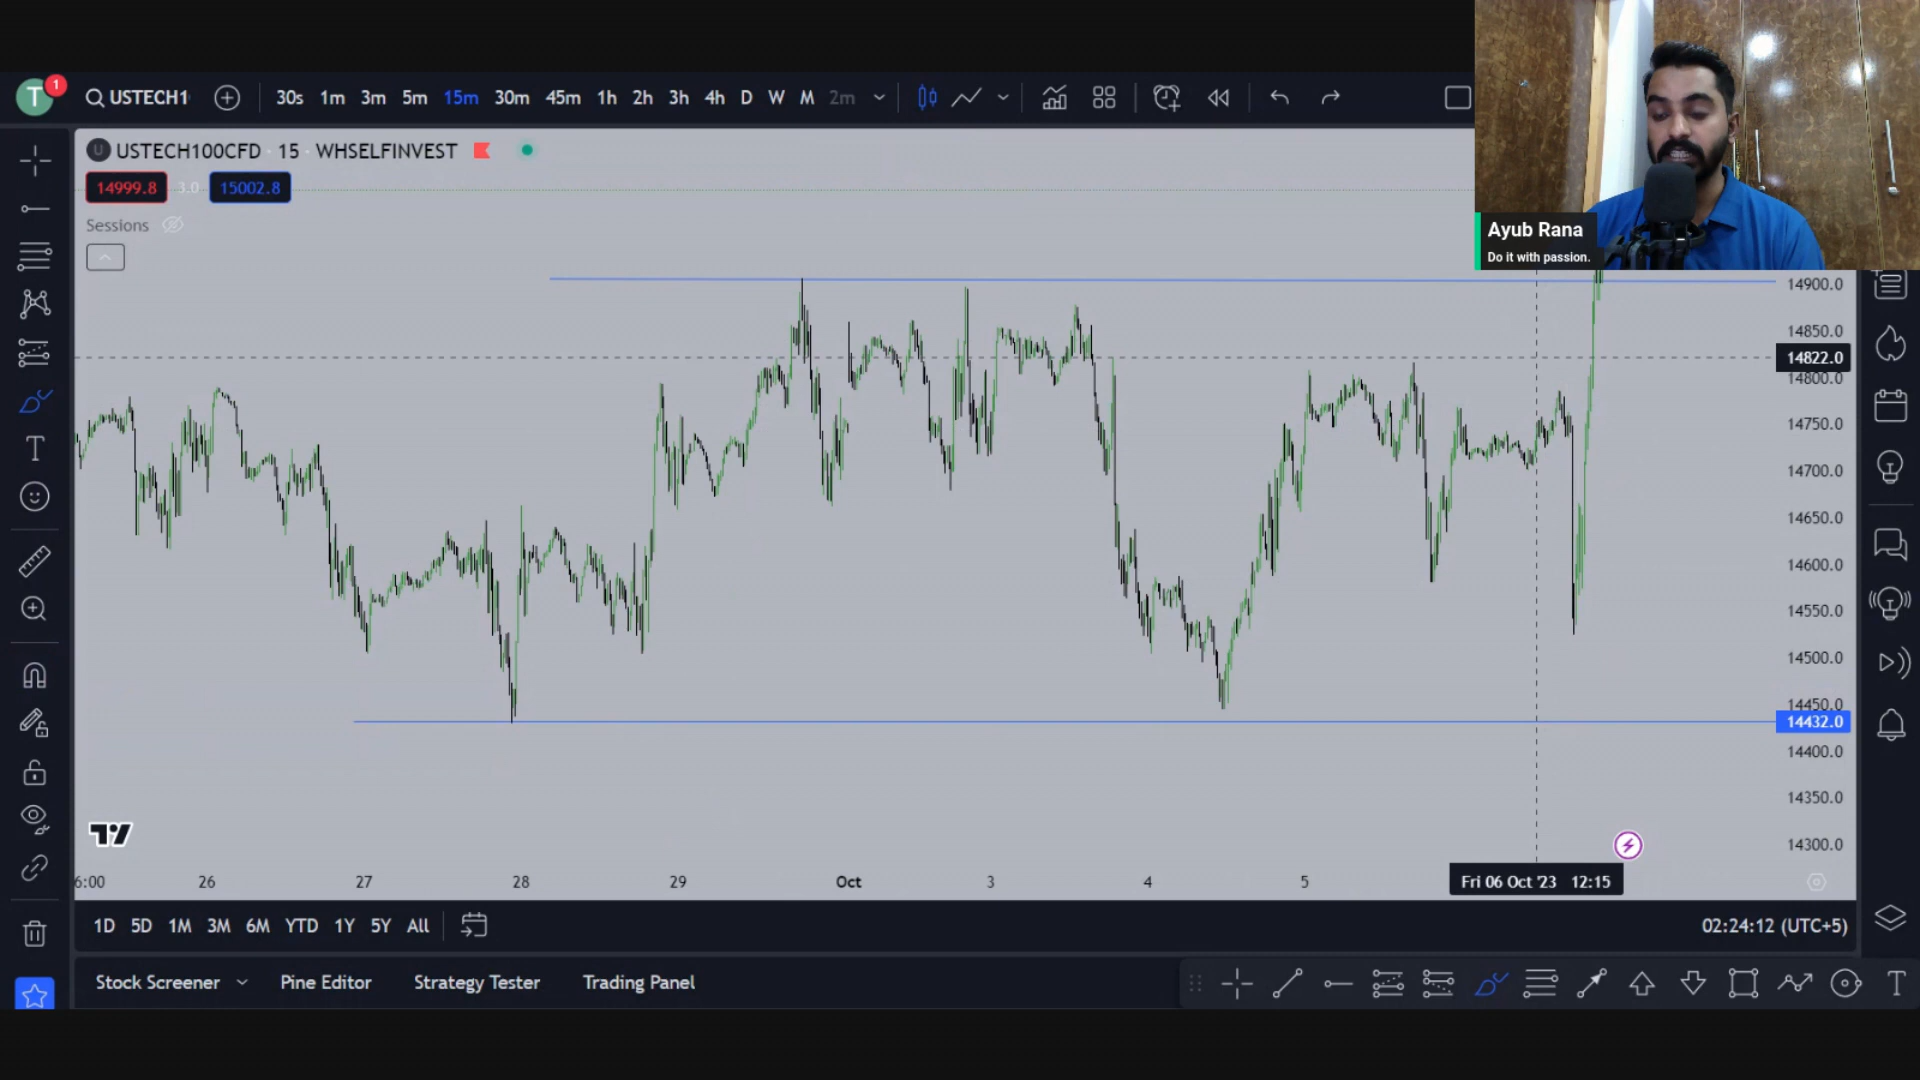 T 1 USTECH1 30s 1m 3m 5m 15m 30m 45m 1h 2h 3h 4h D W M 2m
U USTECH100CFD · 15 · WHSELFINVEST
14999.8 3.0 15002.8
Sessions
Ayub Rana
Do it with passion.
14900.0
14850.0
14822.0
14800.0
14750.0
14700.0
14650.0
14600.0
14550.0
14500.0
14450.0
14432.0
14400.0
14350.0
14300.0
6:00 26 27 28 29 Oct 3 4 5 Fri 06 Oct '23 12:15
1D 5D 1M 3M 6M YTD 1Y 5Y All 02:24:12 (UTC+5)
Stock Screener Pine Editor Strategy Tester Trading Panel